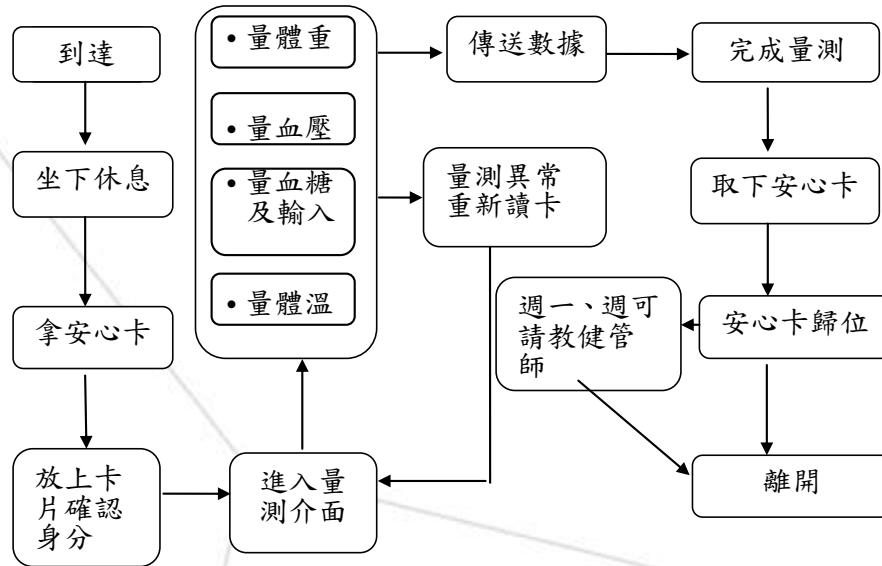 到達
坐下休息
拿安心卡
放上卡
片確認
身分
進入量
測介面
• 量體重
• 量血壓
• 量血糖
及輸入
• 量體溫
傳送數據
量測異常
重新讀卡
完成量測
取下安心卡
安心卡歸位
週一、週可
請教健管
師
離開